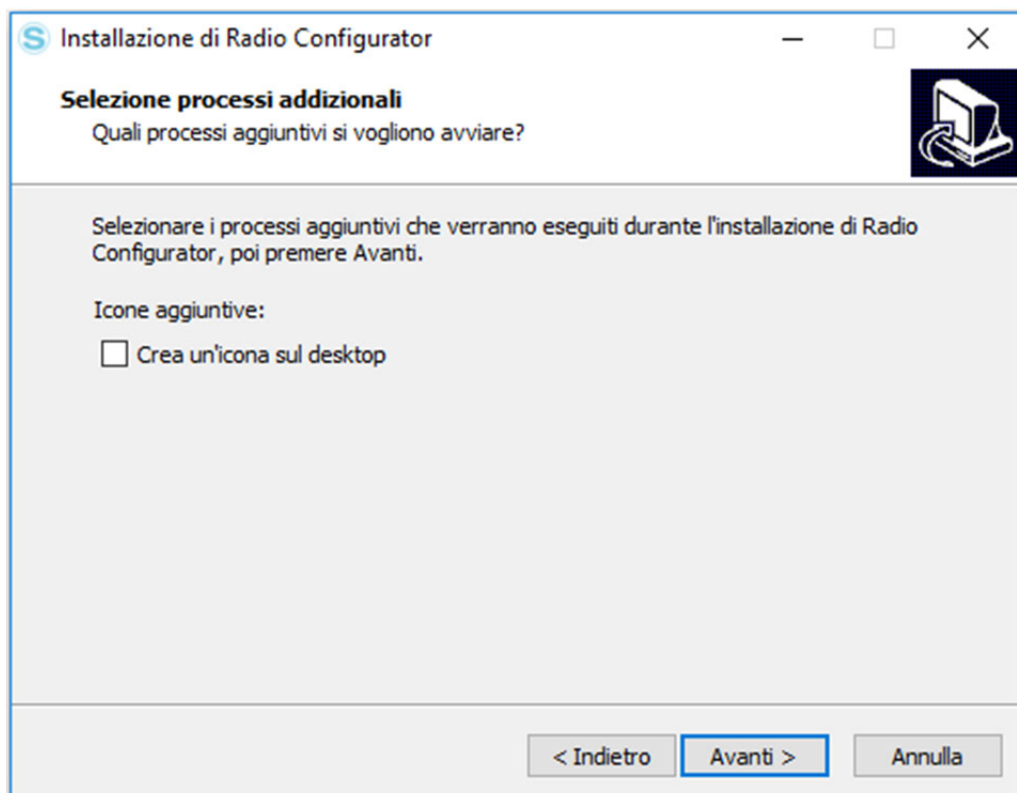 S Installazione di Radio Configurator
Selezione processi addizionali
Quali processi aggiuntivi si vogliono avviare?
Selezionare i processi aggiuntivi che verranno eseguiti durante l'installazione di Radio
Configurator, poi premere Avanti.
Icone aggiuntive:
Crea un'icona sul desktop
< Indietro
Avanti >
Annulla